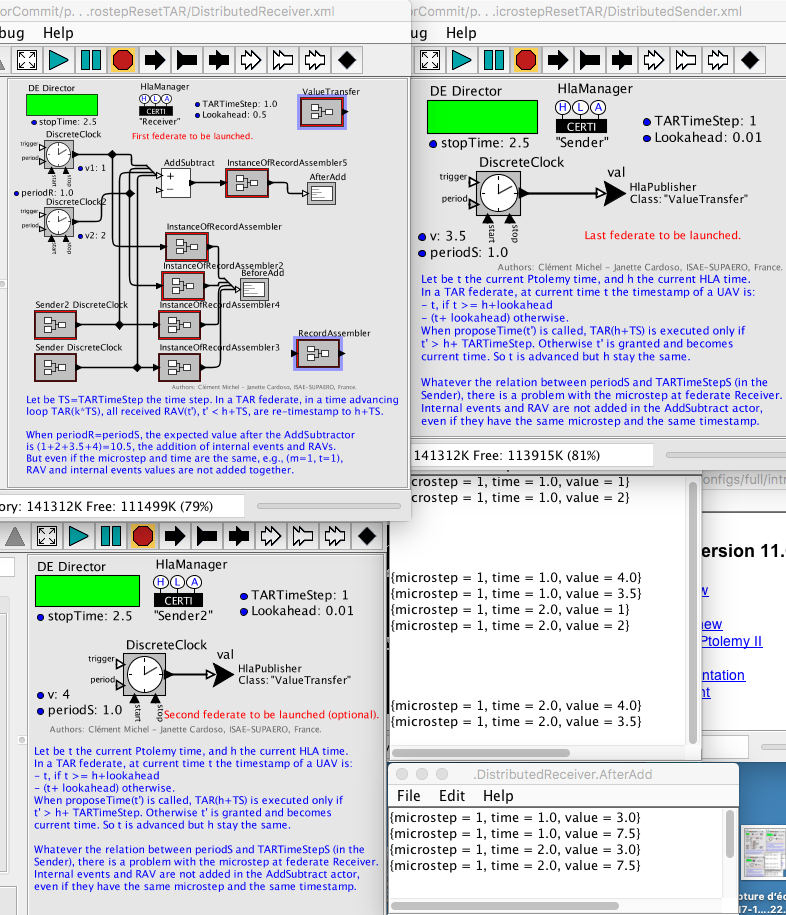 orCommit/p. . .rostepResetTAR/DistributedReceiver.xml
bug Help
DE Director
stopTime: 2.5
HlaManager
H L A
CERTI
"Receiver"
TARTimeStep: 1.0
Lookahead: 0.5
ValueTransfer
First federate to be launched.
DiscreteClock
trigger
period
start
stop
v1: 1
periodR: 1.0
DiscreteClock2
trigger
period
start
stop
v2: 2
AddSubtract
+
−
InstanceOfRecordAssembler5
AfterAdd
InstanceOfRecordAssembler
InstanceOfRecordAssembler2
BeforeAdd
Sender2 DiscreteClock
InstanceOfRecordAssembler4
Sender DiscreteClock
InstanceOfRecordAssembler3
RecordAssembler
Authors: Clément Michel - Janette Cardoso, ISAE-SUPAERO, France.
Let be TS=TARTimeStep the time step. In a TAR federate, in a time advancing
loop TAR(k*TS), all received RAV(t'), t' < h+TS, are re-timestamp to h+TS.
When periodR=periodS, the expected value after the AddSubtractor
is (1+2+3.5+4)=10.5, the addition of internal events and RAVs.
But even if the microstep and time are the same, e.g., (m=1, t=1),
RAV and internal events values are not added together.
ory: 141312K Free: 111499K (79%)
orCommit/p. . .icrostepResetTAR/DistributedSender.xml
ug Help
DE Director
stopTime: 2.5
HlaManager
H L A
CERTI
"Sender"
TARTimeStep: 1
Lookahead: 0.01
DiscreteClock
trigger
period
start
stop
val
HlaPublisher
Class: "ValueTransfer"
v: 3.5
periodS: 1.0
Last federate to be launched.
Authors: Clément Michel - Janette Cardoso, ISAE-SUPAERO, France.
Let be t the current Ptolemy time, and h the current HLA time.
In a TAR federate, at current time t the timestamp of a UAV is:
- t, if t >= h+lookahead
- (t+ lookahead) otherwise.
When proposeTime(t') is called, TAR(h+TS) is executed only if
t' > h+ TARTimeStep. Otherwise t' is granted and becomes
current time. So t is advanced but h stay the same.
Whatever the relation between periodS and TARTimeStepS (in the
Sender), there is a problem with the microstep at federate Receiver.
Internal events and RAV are not added in the AddSubtract actor,
even if they have the same microstep and the same timestamp.
141312K Free: 113915K (81%)
DE Director
stopTime: 2.5
HlaManager
H L A
CERTI
"Sender2"
TARTimeStep: 1
Lookahead: 0.01
DiscreteClock
trigger
period
start
stop
val
HlaPublisher
Class: "ValueTransfer"
v: 4
periodS: 1.0
Second federate to be launched (optional).
Authors: Clément Michel - Janette Cardoso, ISAE-SUPAERO, France.
Let be t the current Ptolemy time, and h the current HLA time.
In a TAR federate, at current time t the timestamp of a UAV is:
- t, if t >= h+lookahead
- (t+ lookahead) otherwise.
When proposeTime(t') is called, TAR(h+TS) is executed only if
t' > h+ TARTimeStep. Otherwise t' is granted and becomes
current time. So t is advanced but h stay the same.
Whatever the relation between periodS and TARTimeStepS (in the
Sender), there is a problem with the microstep at federate Receiver.
Internal events and RAV are not added in the AddSubtract actor,
even if they have the same microstep and the same timestamp.
{microstep = 1, time = 1.0, value = 1}
{microstep = 1, time = 1.0, value = 2}
{microstep = 1, time = 1.0, value = 4.0}
{microstep = 1, time = 1.0, value = 3.5}
{microstep = 1, time = 2.0, value = 1}
{microstep = 1, time = 2.0, value = 2}
{microstep = 1, time = 2.0, value = 4.0}
{microstep = 1, time = 2.0, value = 3.5}
onfigs/full/intr
ersion 11.
w
ew
Ptolemy II
ntation
nt
.DistributedReceiver.AfterAdd
File Edit Help
{microstep = 1, time = 1.0, value = 3.0}
{microstep = 1, time = 1.0, value = 7.5}
{microstep = 1, time = 2.0, value = 3.0}
{microstep = 1, time = 2.0, value = 7.5}
oture d'éc
17-1....22.